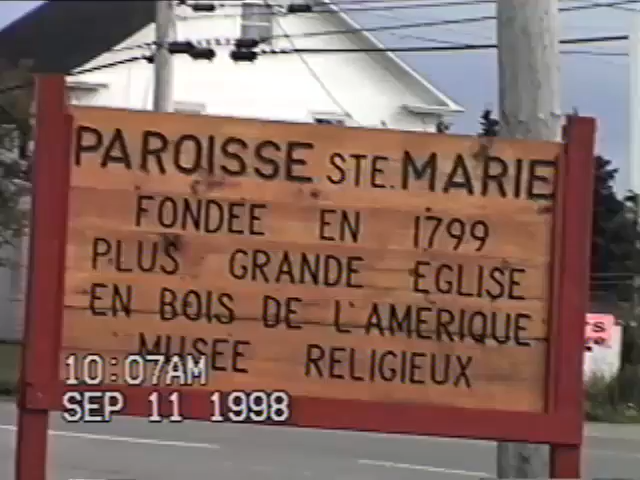 PAROISSE STE. MARIE
FONDEE EN 1799
PLUS GRANDE EGLISE
EN BOIS DE L'AMERIQUE
MUSEE RELIGIEUX
10:07AM
SEP 11 1998